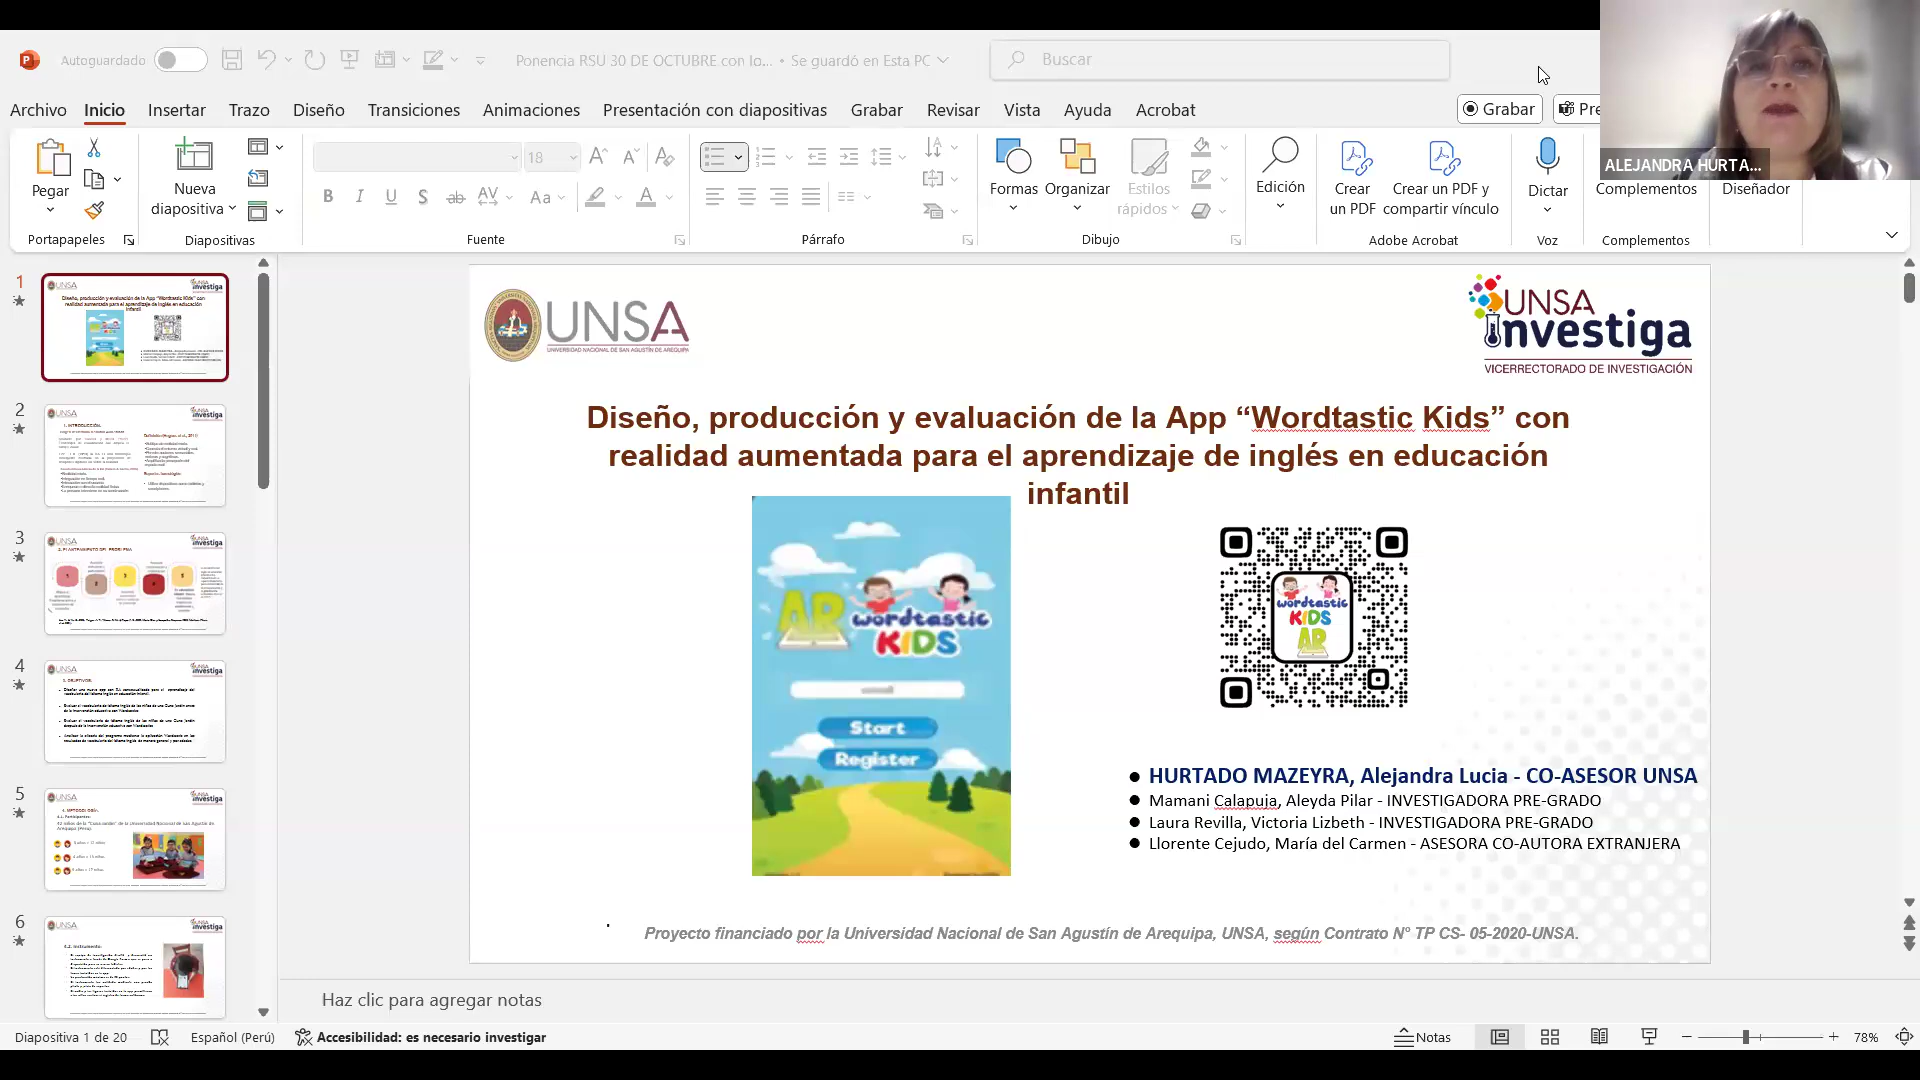 Autoguardado
Ponencia RSU 30 DE OCTUBRE con lo... • Se guardó en Esta PC
Buscar
Archivo Inicio Insertar Trazo Diseño Transiciones Animaciones Presentación con diapositivas Grabar Revisar Vista Ayuda Acrobat
Grabar
Pre
ALEJANDRA HURTA...
Pegar
Nueva
diapositiva
18
Formas Organizar Estilos
rápidos
Edición
Crear
un PDF
Crear un PDF y
compartir vínculo
Dictar
Complementos
Diseñador
Portapapeles
Diapositivas
Fuente
Párrafo
Dibujo
Adobe Acrobat
Voz
Complementos
1
2
3
4
5
6
UNSA
UNIVERSIDAD NACIONAL DE SAN AGUSTÍN DE AREQUIPA
UNSA
investiga
VICERRECTORADO DE INVESTIGACIÓN
Diseño, producción y evaluación de la App “Wordtastic Kids” con
realidad aumentada para el aprendizaje de inglés en educación
infantil
AR wordtastic
KIDS
Start
Register
wordtastic
KIDS
AR
● HURTADO MAZEYRA, Alejandra Lucia - CO-ASESOR UNSA
● Mamani Calapuja, Aleyda Pilar - INVESTIGADORA PRE-GRADO
● Laura Revilla, Victoria Lizbeth - INVESTIGADORA PRE-GRADO
● Llorente Cejudo, María del Carmen - ASESORA CO-AUTORA EXTRANJERA
Proyecto financiado por la Universidad Nacional de San Agustín de Arequipa, UNSA, según Contrato N° TP CS- 05-2020-UNSA.
Haz clic para agregar notas
Diapositiva 1 de 20
Español (Perú)
Accesibilidad: es necesario investigar
Notas
78%